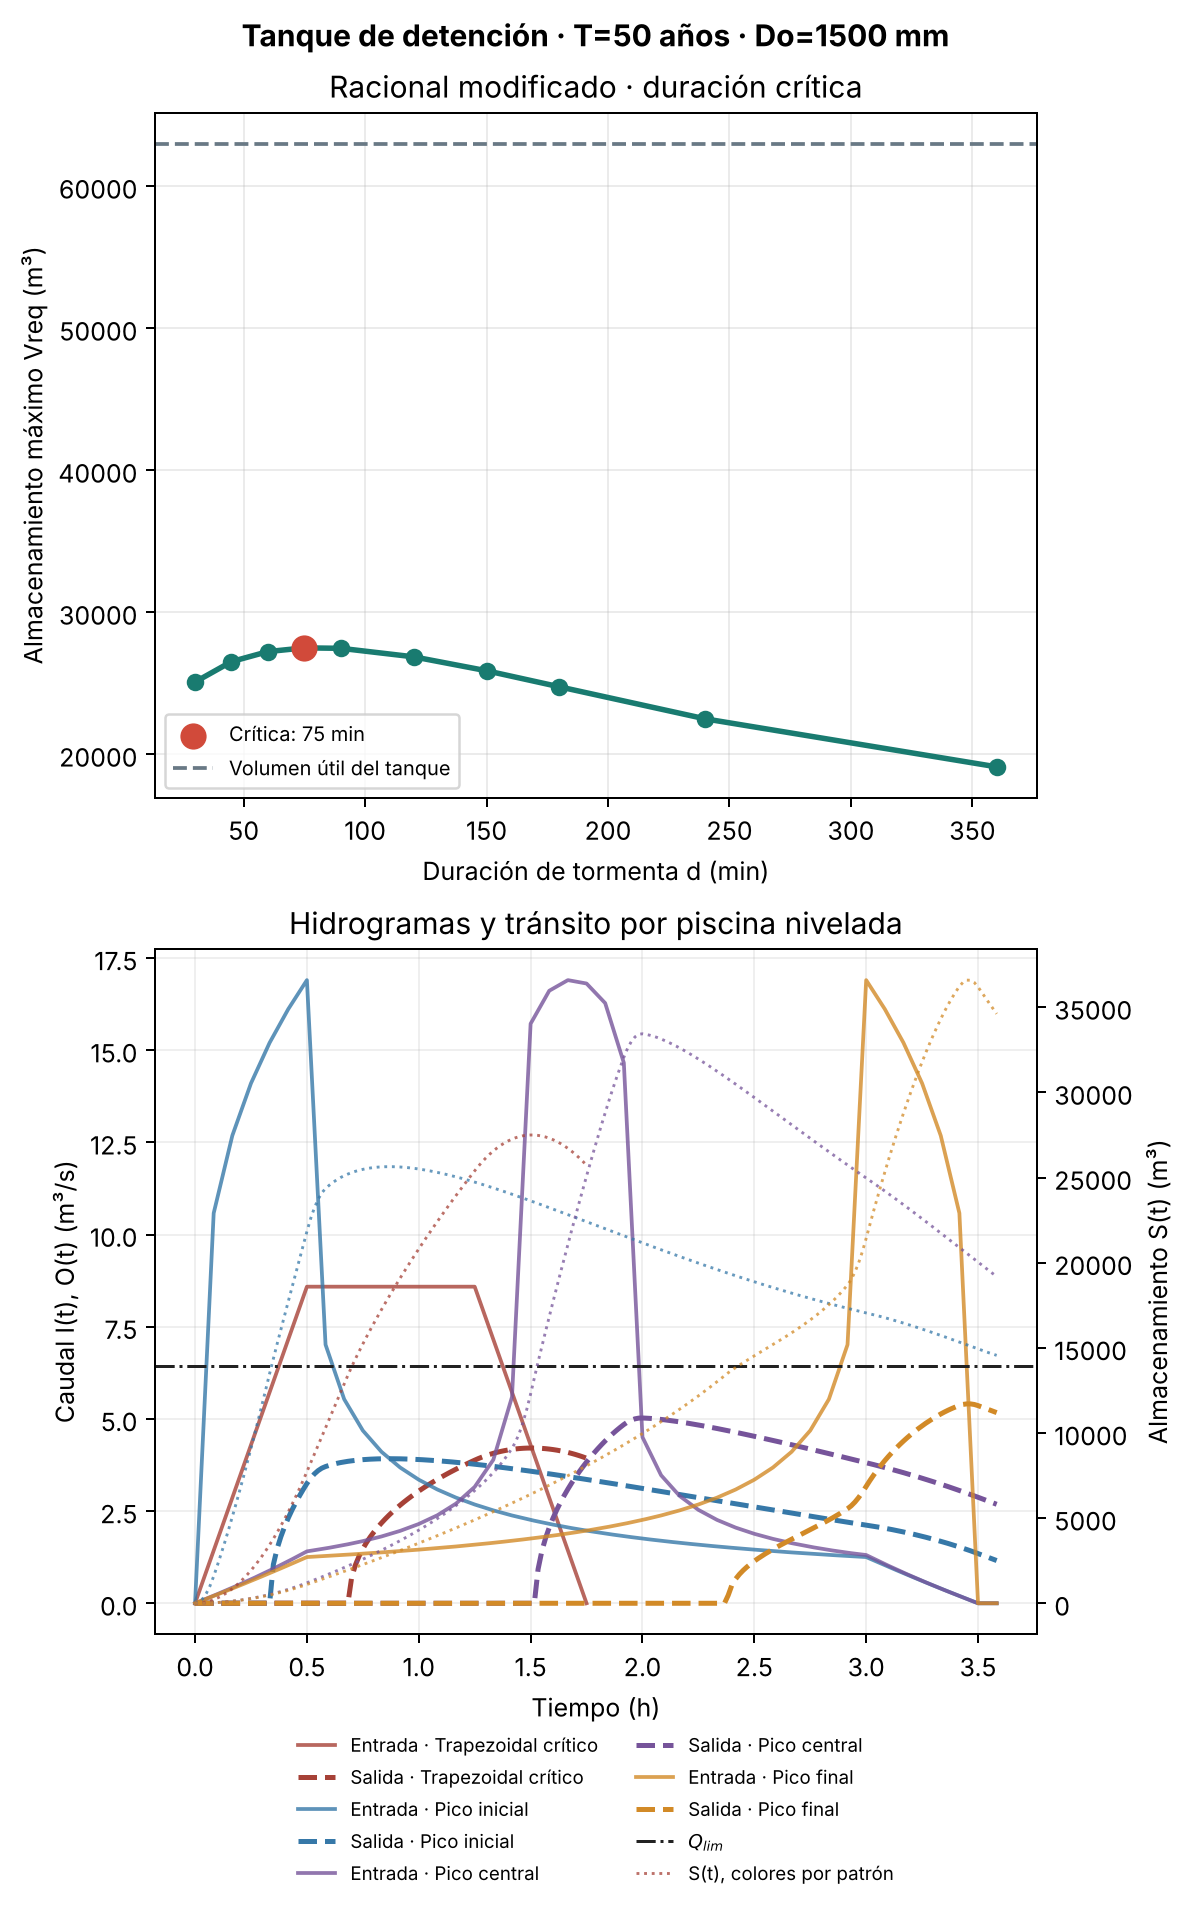 Tanque de detención · T=50 años · Do=1500 mm
Racional modificado · duración crítica
Almacenamiento máximo Vreq (m³)
60000
50000
40000
30000
20000
Crítica: 75 min
Volumen útil del tanque
50 100 150 200 250 300 350
Duración de tormenta d (min)
Hidrogramas y tránsito por piscina nivelada
Caudal I(t), O(t) (m³/s)
17.5
15.0
12.5
10.0
7.5
5.0
2.5
0.0
35000
30000
25000
20000
15000
10000
5000
0
Almacenamiento S(t) (m³)
0.0 0.5 1.0 1.5 2.0 2.5 3.0 3.5
Tiempo (h)
Entrada · Trapezoidal crítico
Salida · Trapezoidal crítico
Entrada · Pico inicial
Salida · Pico inicial
Entrada · Pico central
Salida · Pico central
Entrada · Pico final
Salida · Pico final
Qlim
S(t), colores por patrón